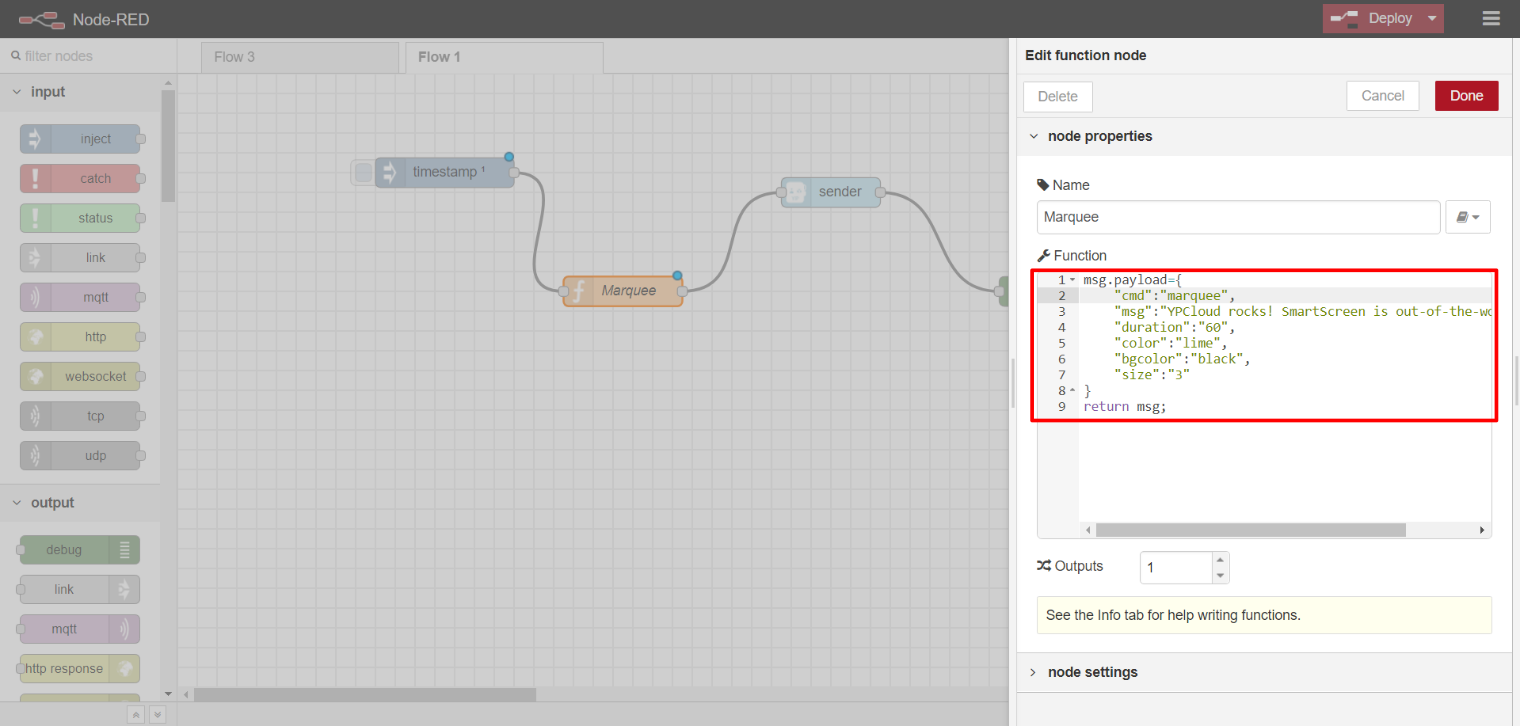 Node-RED
Deploy
filter nodes
Flow 3
Flow 1
input
inject
catch
status
link
mqtt
http
websocket
tcp
udp
output
debug
link
mqtt
http response
timestamp ¹
Marquee
sender
Edit function node
Delete
Cancel
Done
node properties
Name
Marquee
Function
1 msg.payload={
2 "cmd":"marquee",
3 "msg":"YPCloud rocks! SmartScreen is out-of-the-wo
4 "duration":"60",
5 "color":"lime",
6 "bgcolor":"black",
7 "size":"3"
8 }
9 return msg;
Outputs
1
See the Info tab for help writing functions.
node settings